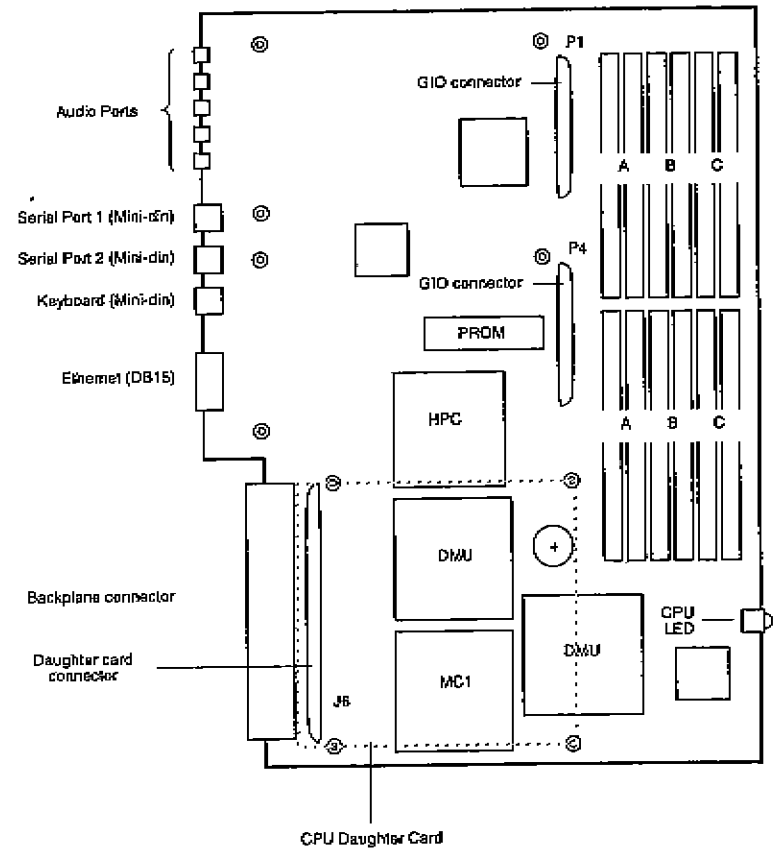 P1
GIO connector
Audio Ports
A B C
Serial Port 1 (Mini-din)
Serial Port 2 (Mini-din)
P4
GIO connector
Keyboard (Mini-din)
PROM
Ethernet (DB15)
HPC
A B C
DMU
Backplane connector
CPU
LED
DMU
Daughter card
connector
MC1
J6
CPU Daughter Card